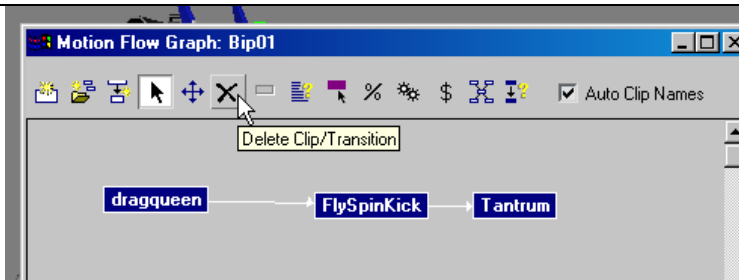 Motion Flow Graph: Bip01
% $ Auto Clip Names
Delete Clip/Transition
dragqueen FlySpinKick Tantrum